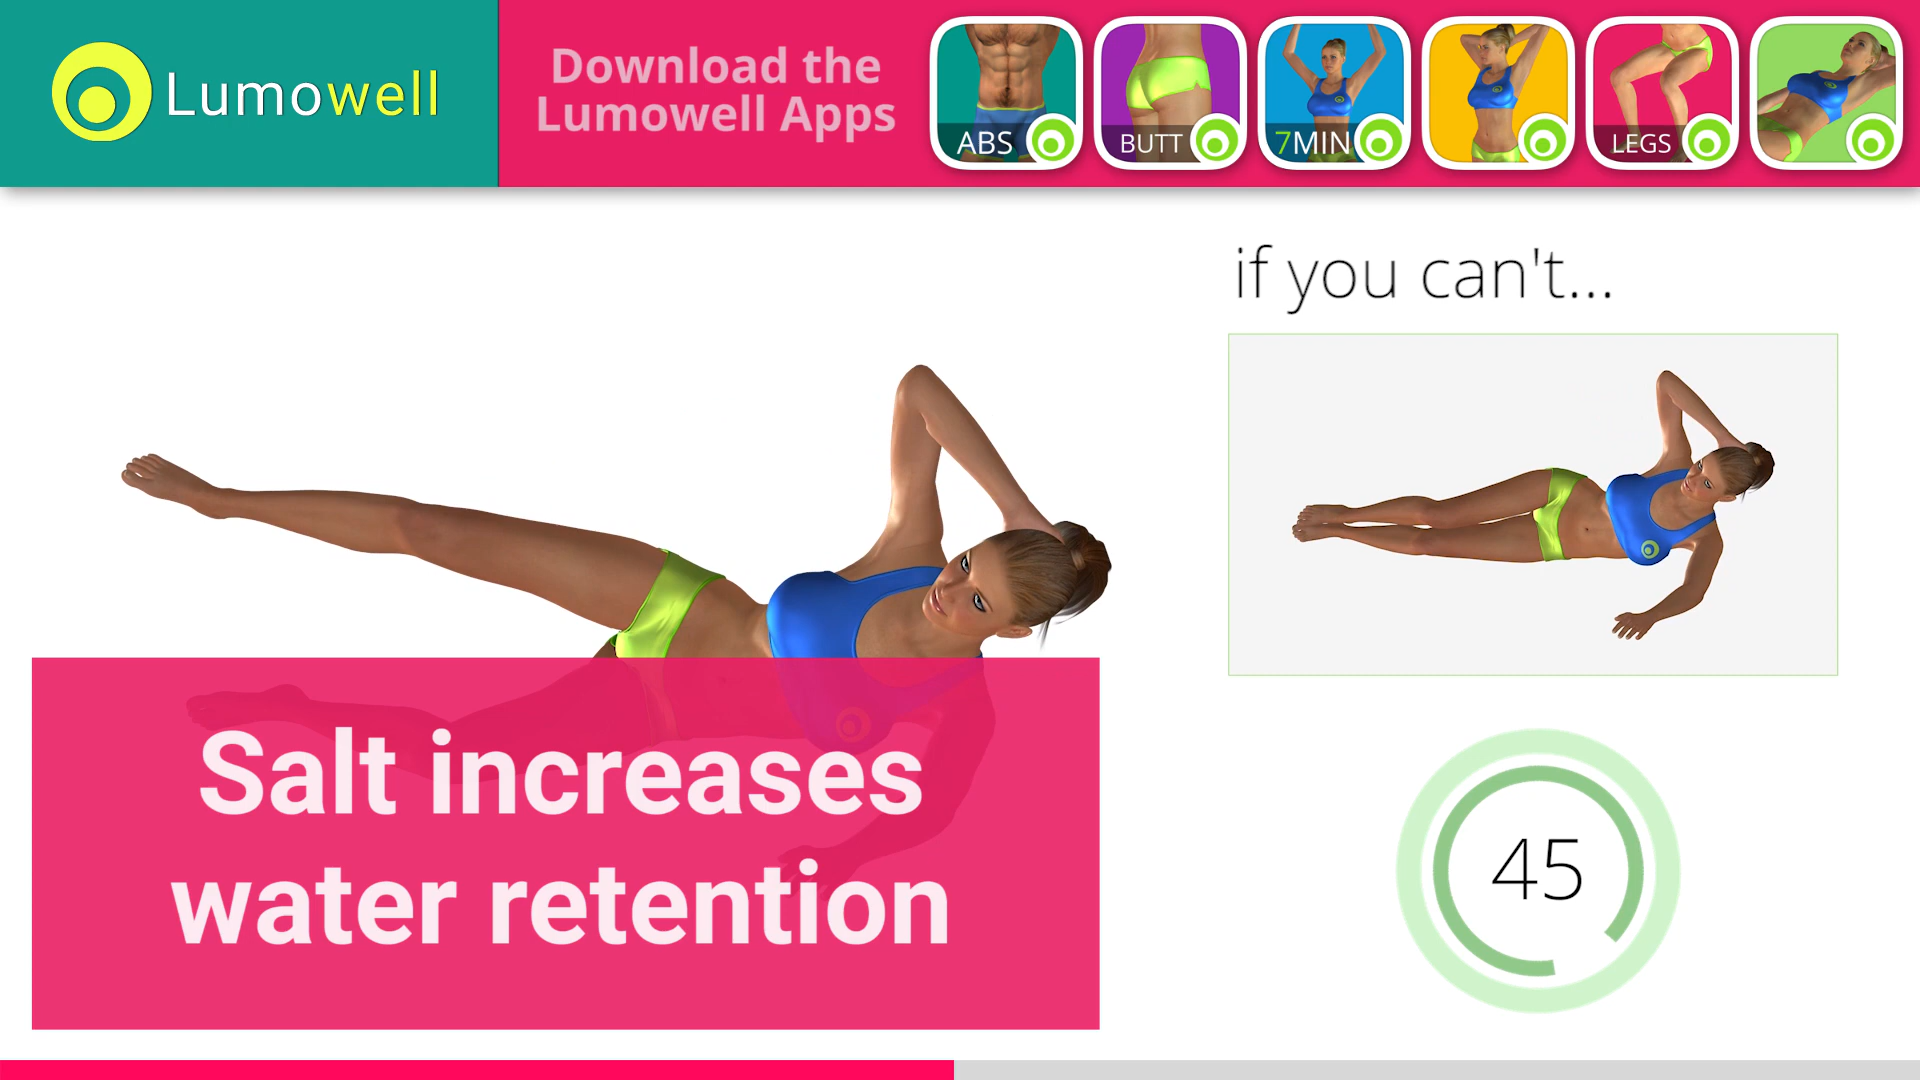 Lumowell
Download the
Lumowell Apps
ABS
BUTT
7MIN
LEGS
if you can't...
Salt increases
water retention
45